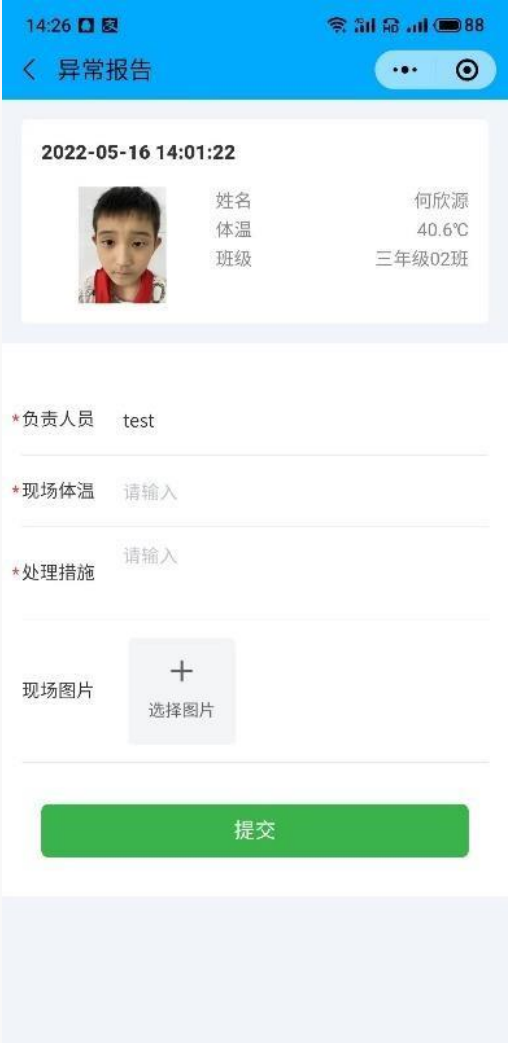 14:26 88
异常报告
2022-05-16 14:01:22
姓名 何欣源
体温 40.6℃
班级 三年级02班
*负责人员 test
*现场体温 请输入
*处理措施 请输入
现场图片 +
选择图片
提交